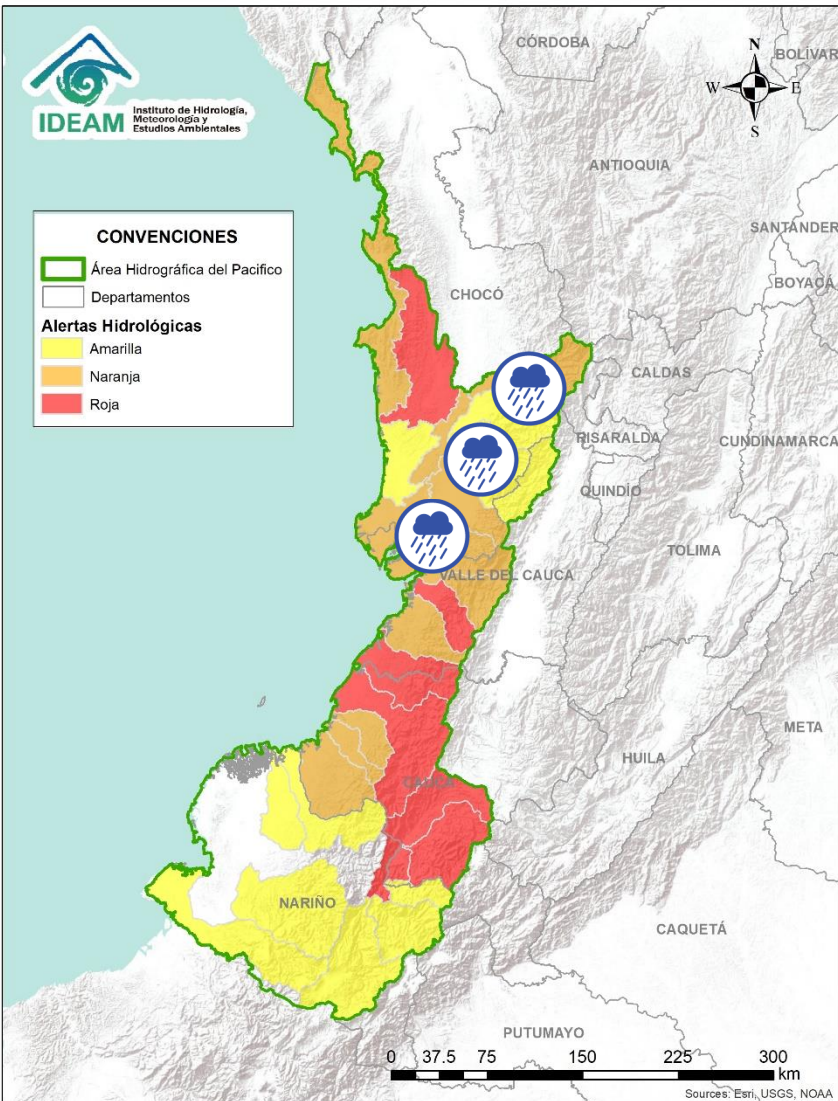 IDEAM
Instituto de Hidrología,
Meteorología y
Estudios Ambientales
CÓRDOBA
BOLÍVAR
N
W
E
S
ANTIOQUIA
SANTANDER
BOYACÁ
CONVENCIONES
Área Hidrográfica del Pacifico
Departamentos
Alertas Hidrológicas
Amarilla
Naranja
Roja
CHOCÓ
CALDAS
RISARALDA
CUNDINAMARCA
QUINDÍO
TOLIMA
VALLE DEL CAUCA
META
HUILA
CAUCA
NARIÑO
CAQUETÁ
PUTUMAYO
0 37.5 75 150 225 300
km
Sources: Esri, USGS, NOAA